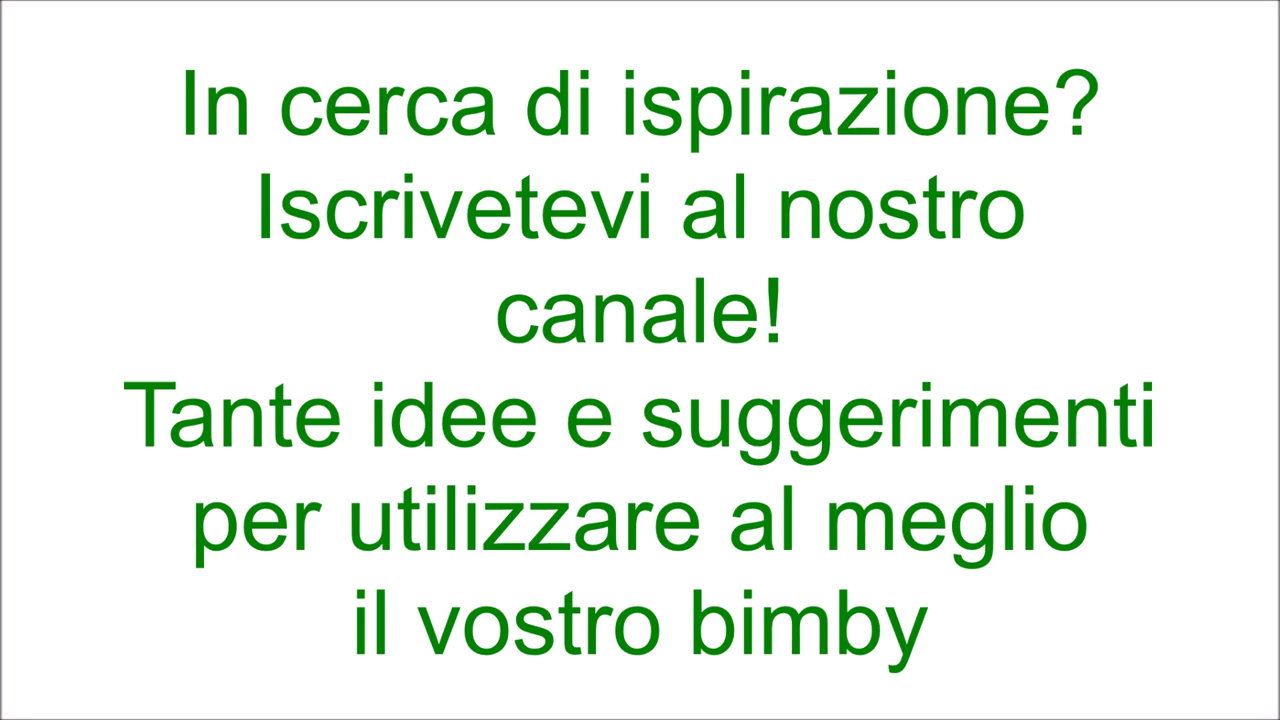 In cerca di ispirazione?
Iscrivetevi al nostro
canale!
Tante idee e suggerimenti
per utilizzare al meglio
il vostro bimby